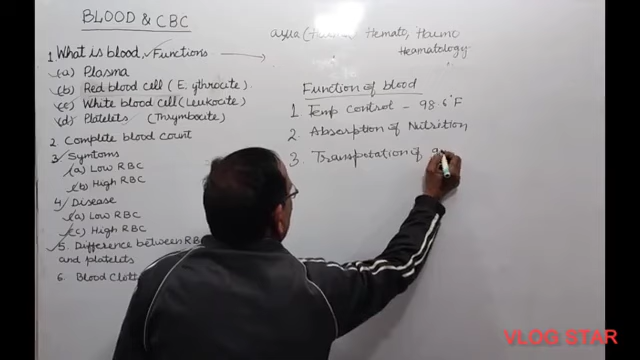 BLOOD & CBC
1 What is blood, Functions
(a) Plasma
(b) Red blood cell (E. ythrocite)
(c) White blood cell (Leukocite)
(d) Platelets (Thrymbocite)
2 Complete blood count
3 Symtoms
(a) Low RBC
(b) High RBC
4 Disease
(a) Low RBC
(c) High RBC
5. Difference between RB
and platelets
6. Blood Clott
Hemato, Haemo
Heamatology
Function of blood
1 Temp Control - 98.6°F
2. Absorption of Nutrition
3. Transpotation of
VLOG STAR